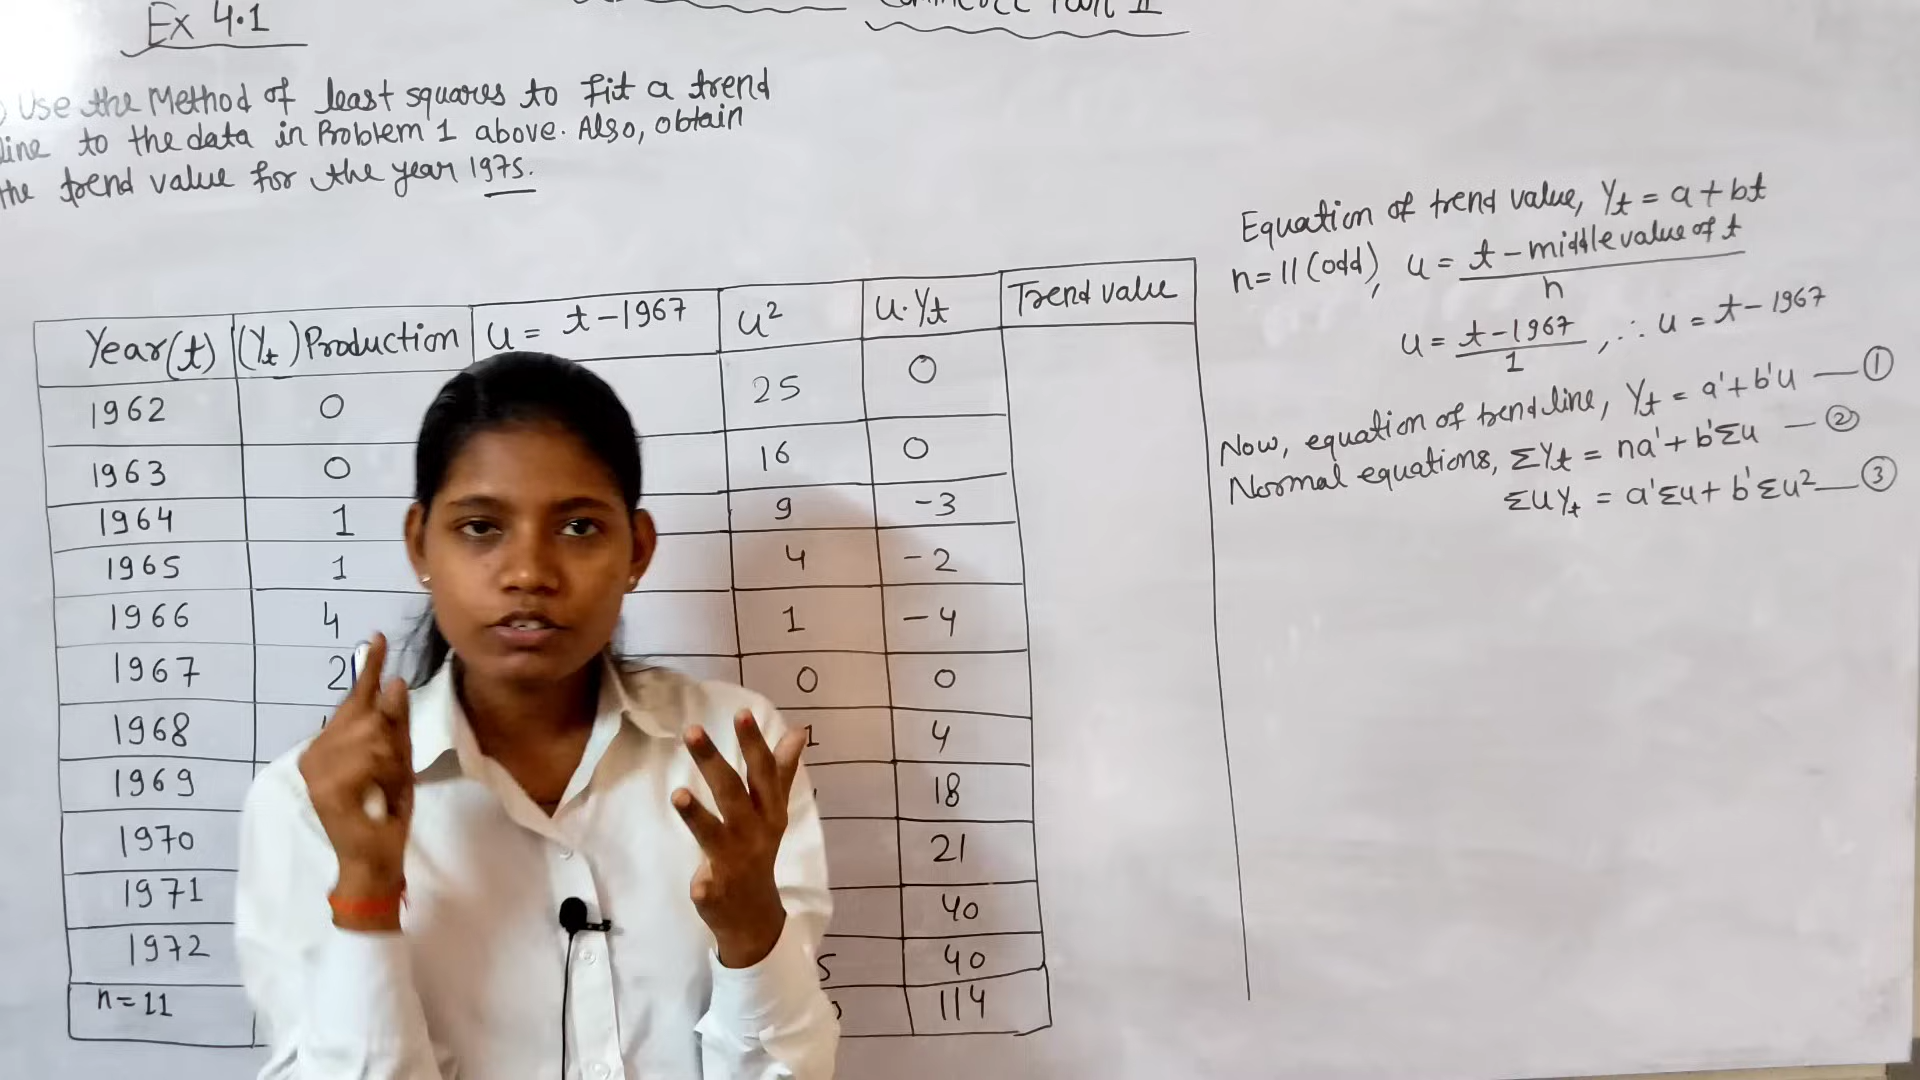 Ex 4.1
Use the Method of least squares to fit a trend
line to the data in Problem 1 above. Also, obtain
the trend value for the year 1975.
Year(t) (Yt) Production u = t-1967 u² u.Yt Trend value
1962 0 25 0
1963 0 16 0
1964 1 9 -3
1965 1 4 -2
1966 4 1 -4
1967 2 0 0
1968 1 4
1969 18
1970 21
1971 40
1972 5 40
n=11 114
Equation of trend value, Yt = a+bt
n=11(odd), u = t-middle value of t / h
u = t-1967 / 1, ∴ u = t-1967
Now, equation of trend line, Yt = a'+b'u — ①
Normal equations, ΣYt = na'+b'Σu — ②
ΣuYt = a'Σu+b'Σu² — ③